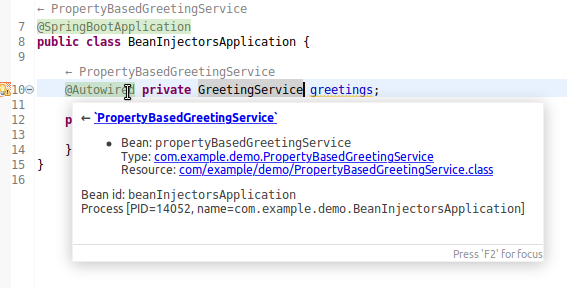 ← PropertyBasedGreetingService
7 @SpringBootApplication
8 public class BeanInjectorsApplication {
9
← PropertyBasedGreetingService
10 @Autowired private GreetingService greetings;
11
← `PropertyBasedGreetingService`
12 p
• Bean: propertyBasedGreetingService
13
Type: com.example.demo.PropertyBasedGreetingService
14 }
Resource: com/example/demo/PropertyBasedGreetingService.class
15 }
16
Bean id: beanInjectorsApplication
Process [PID=14052, name=com.example.demo.BeanInjectorsApplication]
Press 'F2' for focus